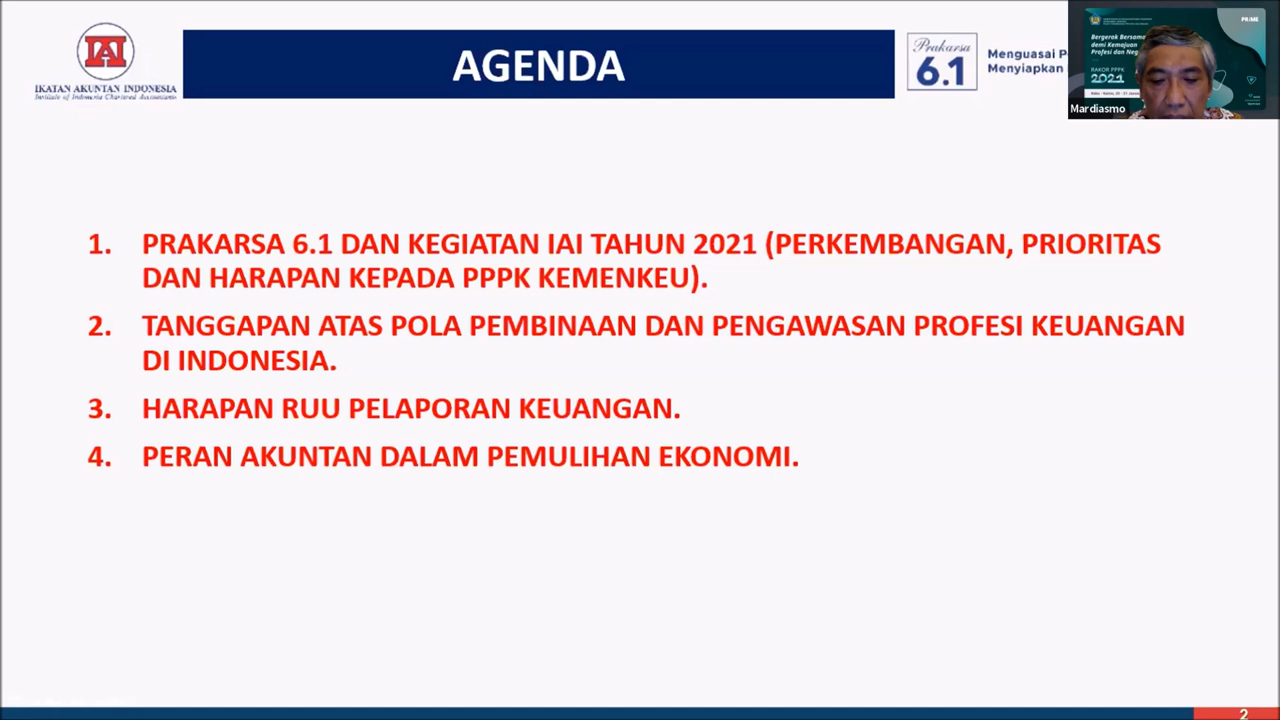 IAI
IKATAN AKUNTAN INDONESIA
Institute of Indonesia Chartered Accountants
AGENDA
Prakarsa
6.1
Menguasai
Menyiapkan
PRIME
Bergerak Bersama
demi Kemajuan
Profesi dan
RAKOR PPPK
2021
Mardiasmo
1. PRAKARSA 6.1 DAN KEGIATAN IAI TAHUN 2021 (PERKEMBANGAN, PRIORITAS
DAN HARAPAN KEPADA PPPK KEMENKEU).
2. TANGGAPAN ATAS POLA PEMBINAAN DAN PENGAWASAN PROFESI KEUANGAN
DI INDONESIA.
3. HARAPAN RUU PELAPORAN KEUANGAN.
4. PERAN AKUNTAN DALAM PEMULIHAN EKONOMI.
2